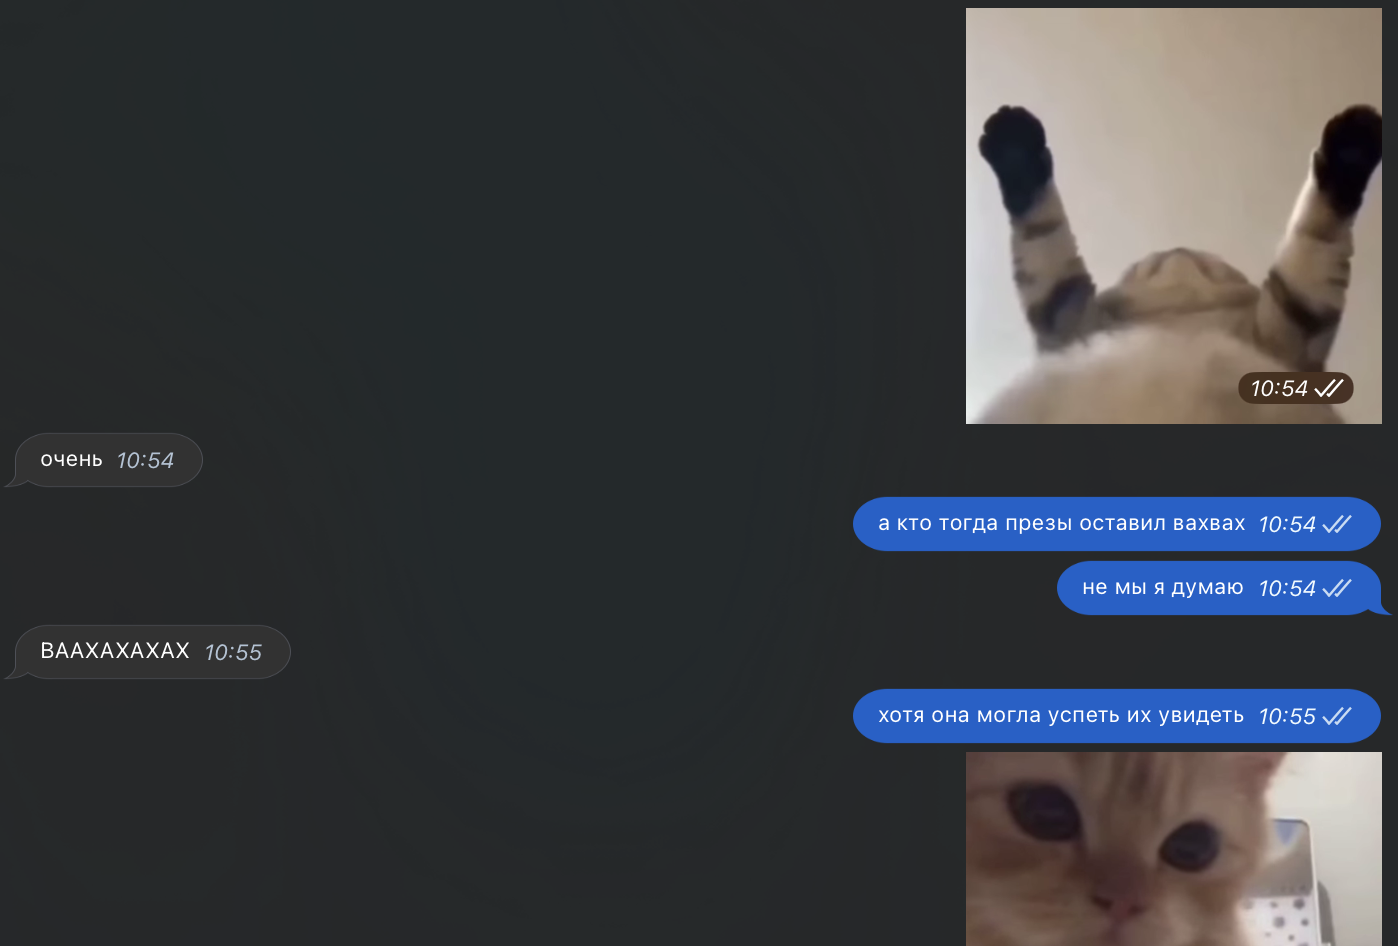 10:54
очень 10:54
а кто тогда презы оставил вахвах 10:54
не мы я думаю 10:54
ВААХАХАХАХ 10:55
хотя она могла успеть их увидеть 10:55